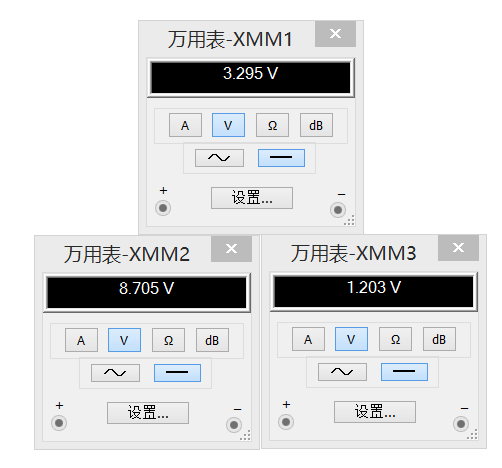 万用表-XMM1
3.295 V
A V Ω dB
+ 设置... −
万用表-XMM2
8.705 V
A V Ω dB
+ 设置... −
万用表-XMM3
1.203 V
A V Ω dB
+ 设置... −